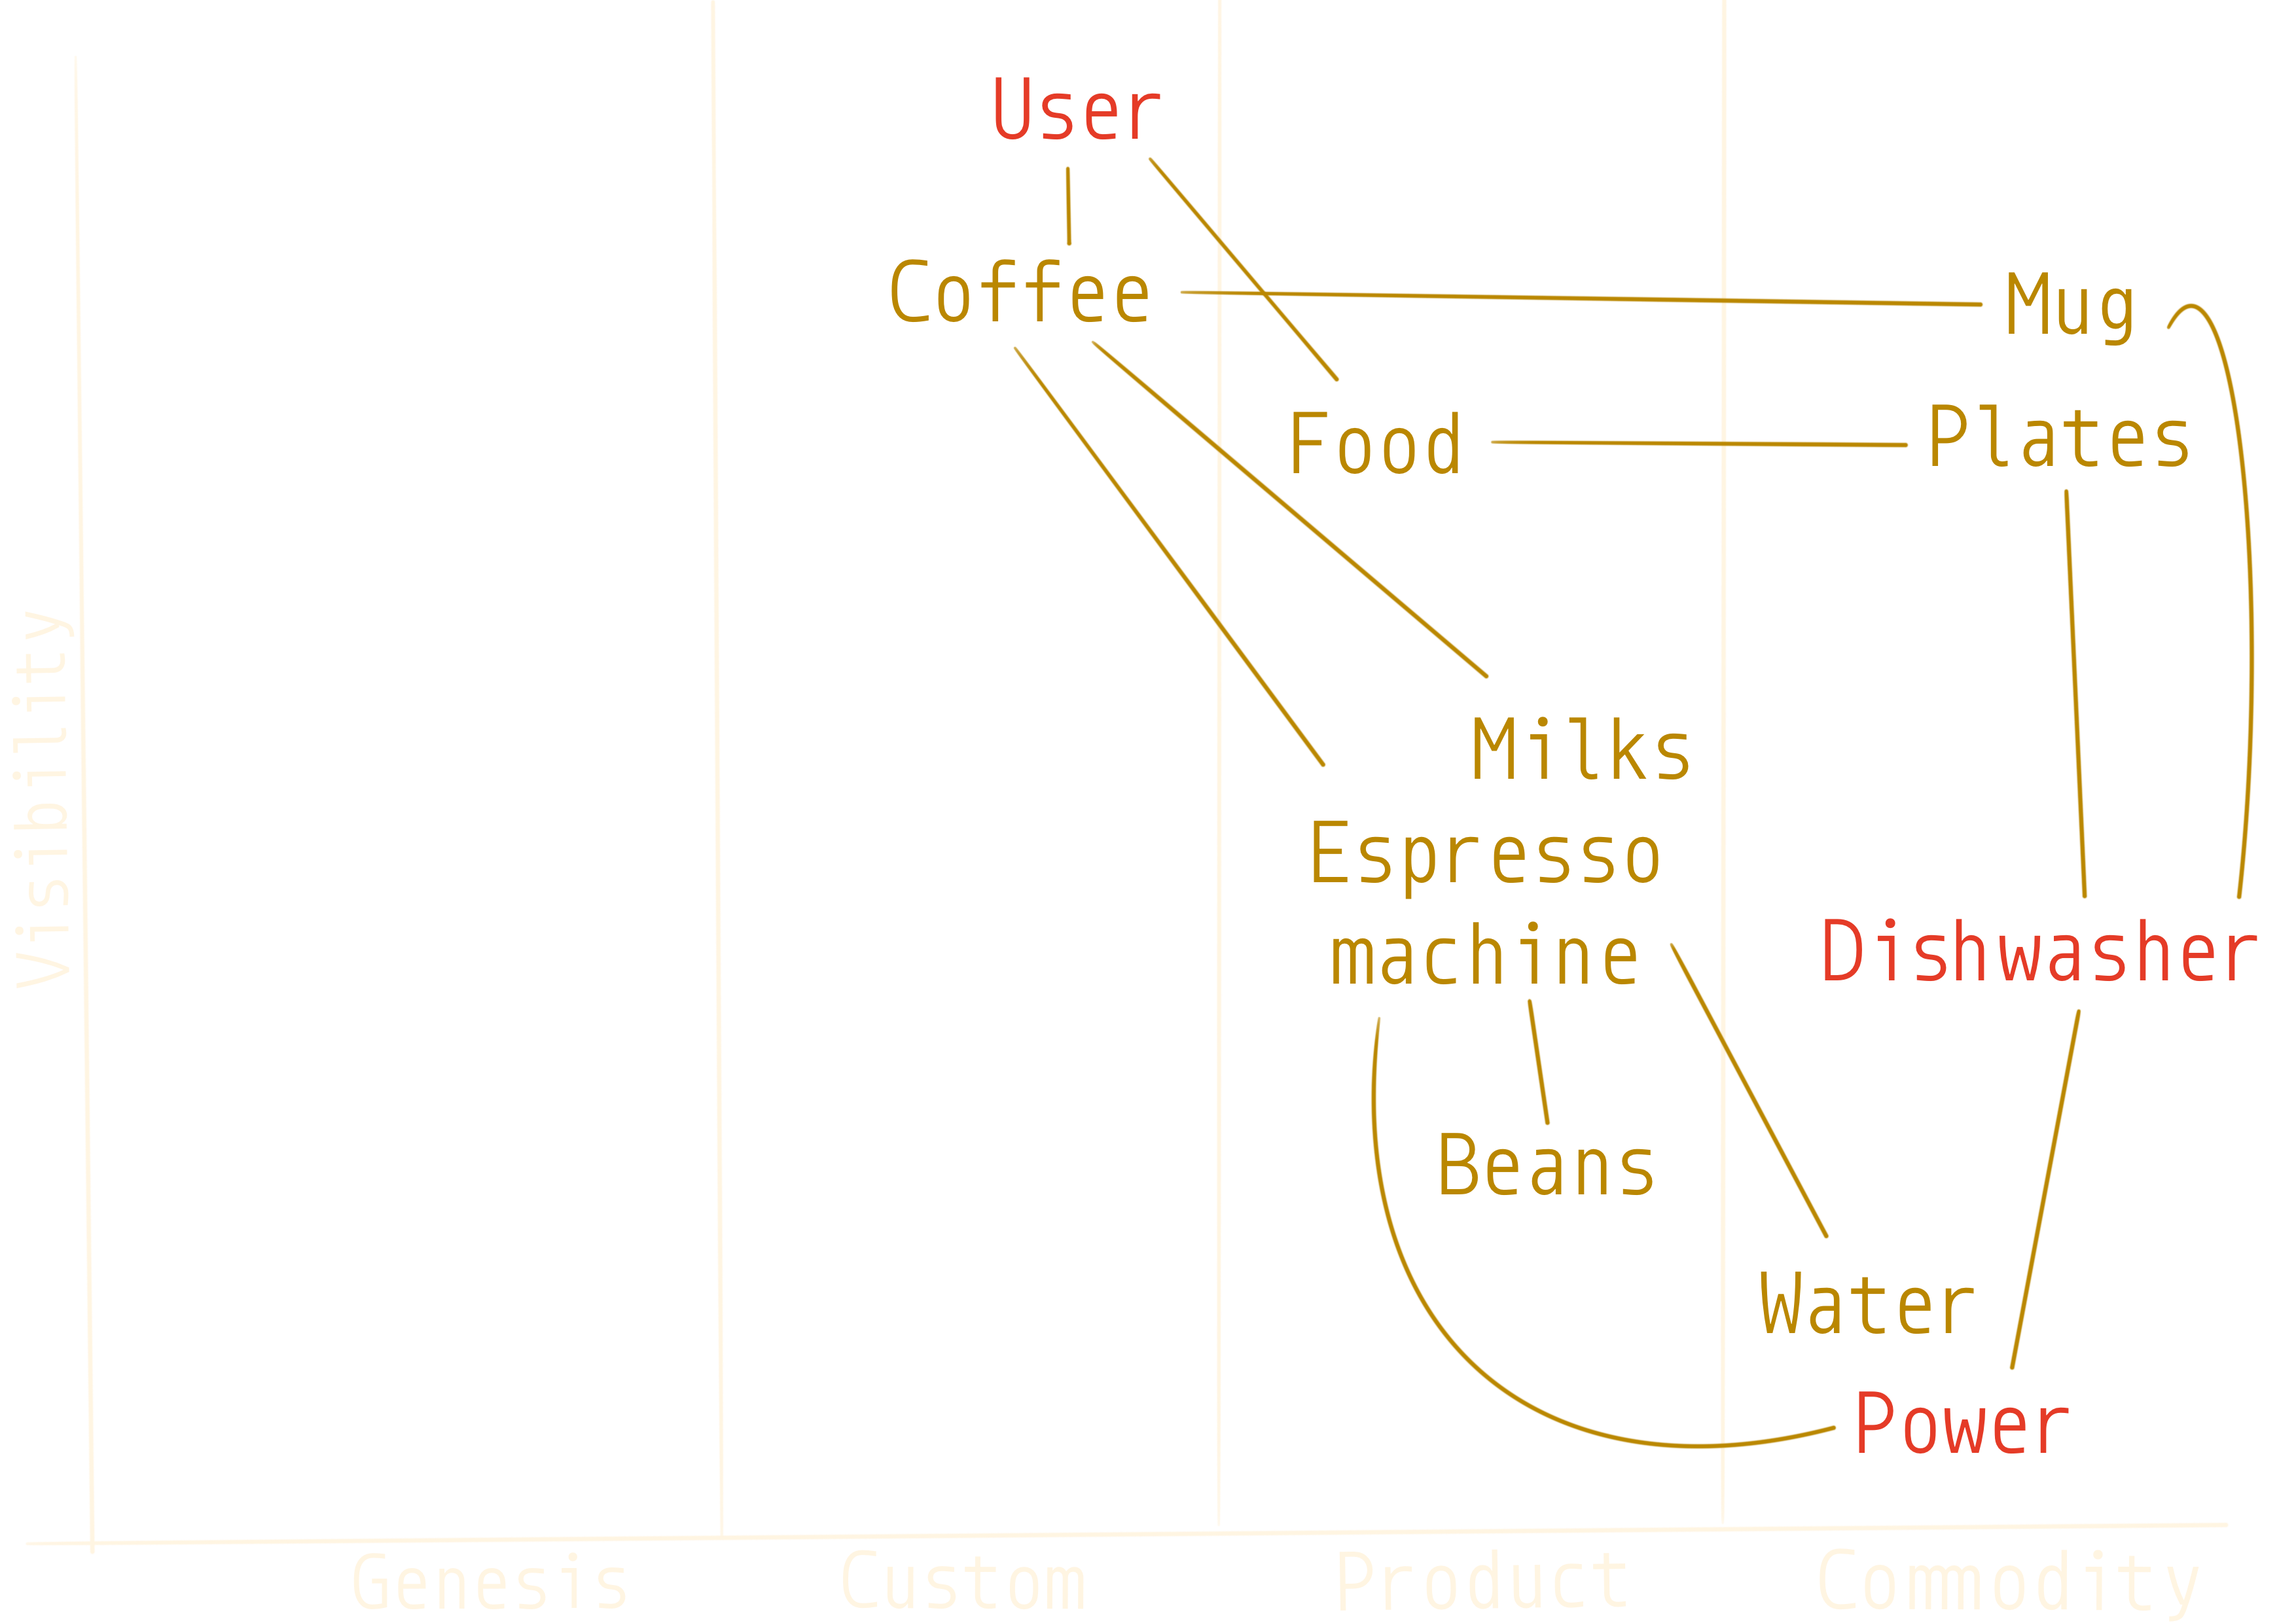 User
Coffee
Mug
Plates
Food
Milks
Espresso
machine
Dishwasher
Beans
Water
Power
Visibility
Genesis
Custom
Product
Commodity